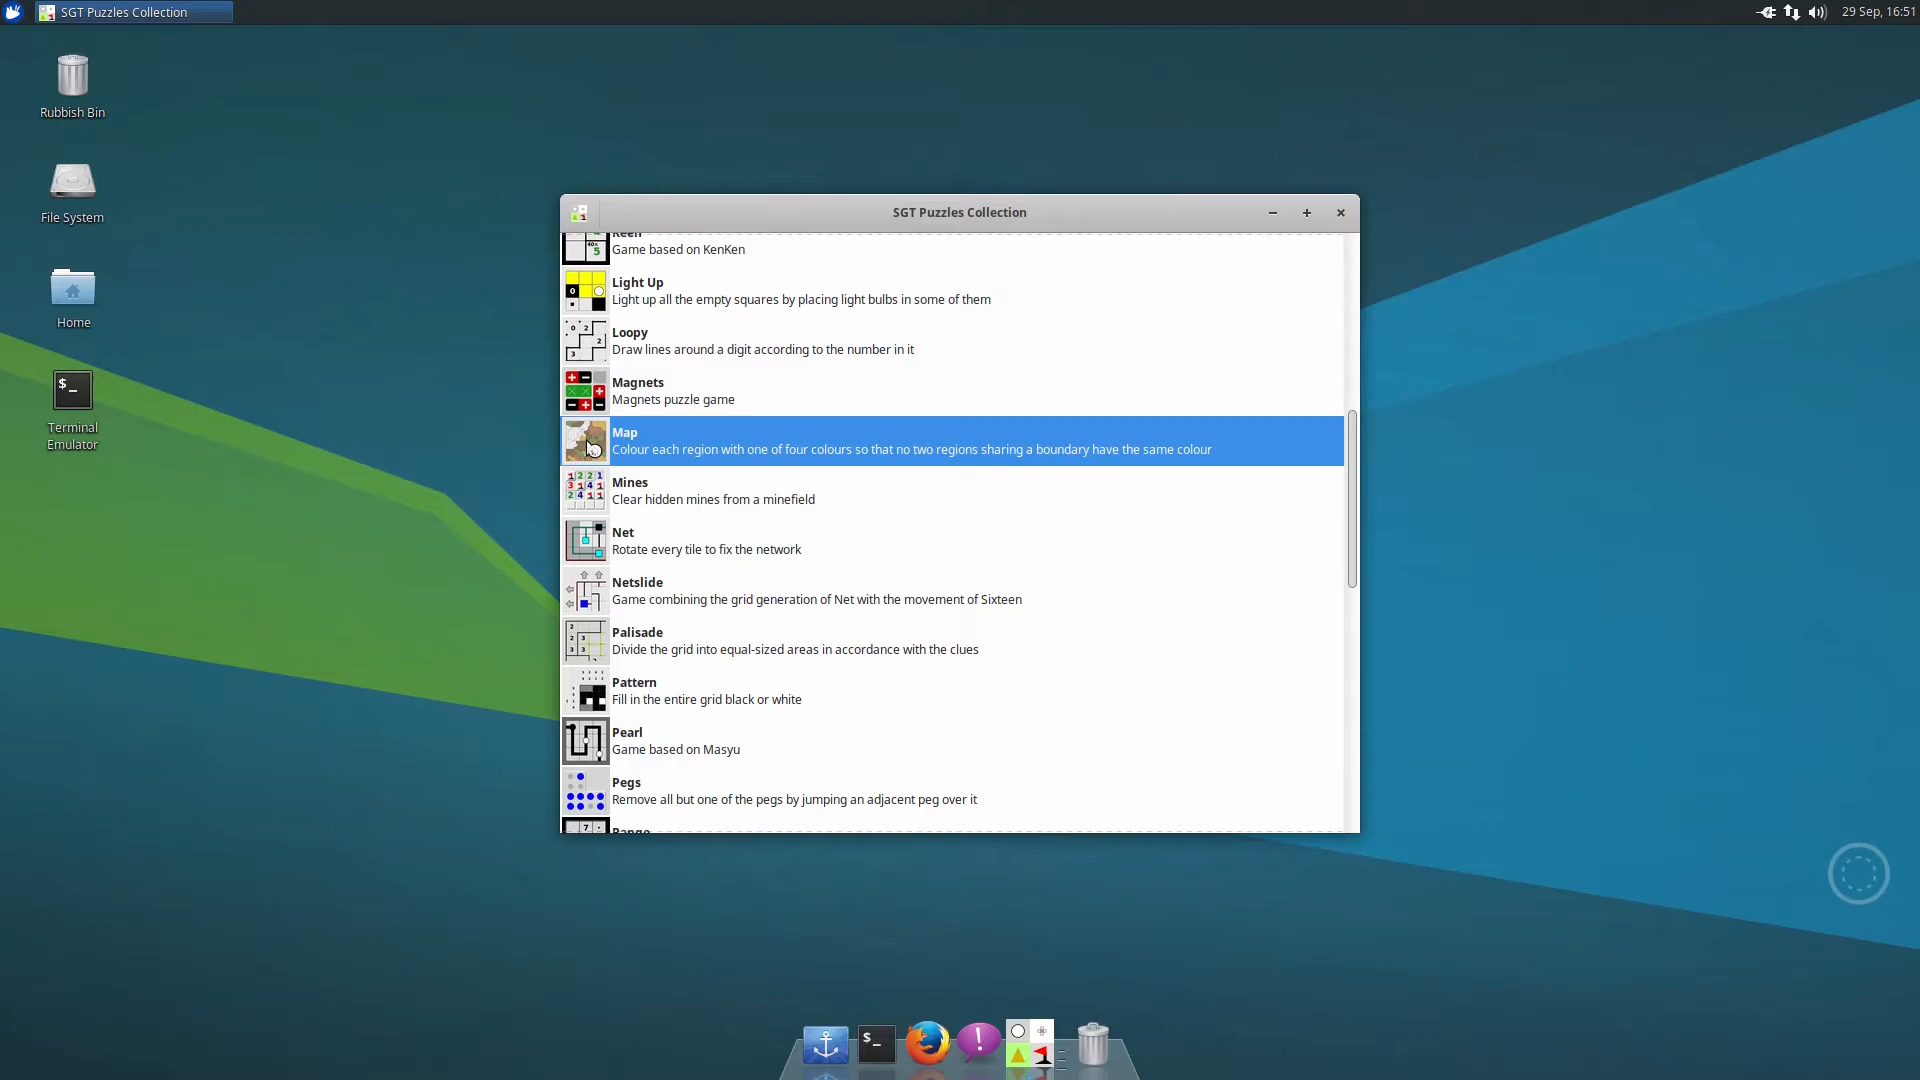 SGT Puzzles Collection
29 Sep, 16:51
Rubbish Bin
File System
Home
Terminal
Emulator
SGT Puzzles Collection
Keen
Game based on KenKen
Light Up
Light up all the empty squares by placing light bulbs in some of them
Loopy
Draw lines around a digit according to the number in it
Magnets
Magnets puzzle game
Map
Colour each region with one of four colours so that no two regions sharing a boundary have the same colour
Mines
Clear hidden mines from a minefield
Net
Rotate every tile to fix the network
Netslide
Game combining the grid generation of Net with the movement of Sixteen
Palisade
Divide the grid into equal-sized areas in accordance with the clues
Pattern
Fill in the entire grid black or white
Pearl
Game based on Masyu
Pegs
Remove all but one of the pegs by jumping an adjacent peg over it
Range